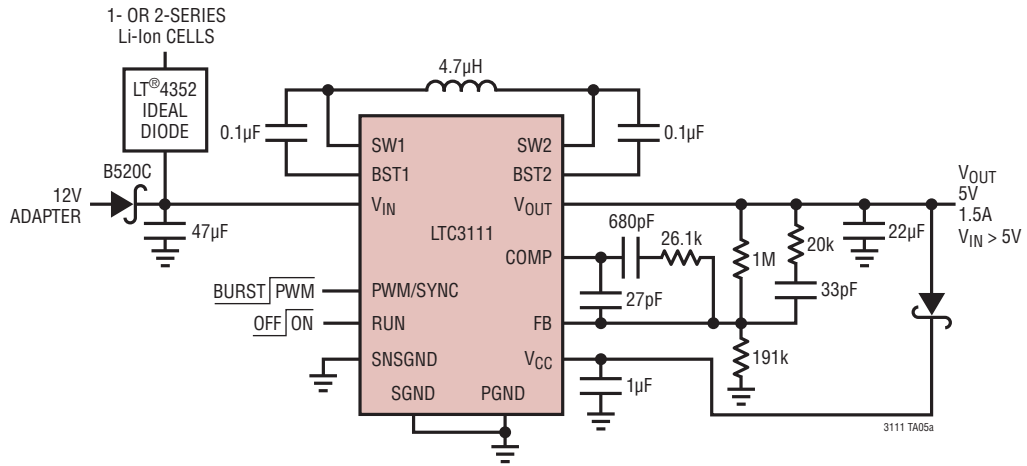 1- OR 2-SERIES
Li-Ion CELLS
LT®4352
IDEAL
DIODE
4.7µH
0.1µF
0.1µF
B520C
12V
ADAPTER
47µF
SW1
SW2
BST1
BST2
VIN
VOUT
LTC3111
COMP
PWM/SYNC
RUN
FB
SNSGND
VCC
SGND
PGND
BURST PWM
OFF ON
680pF
26.1k
27pF
1M
20k
33pF
22µF
191k
1µF
VOUT
5V
1.5A
VIN > 5V
3111 TA05a